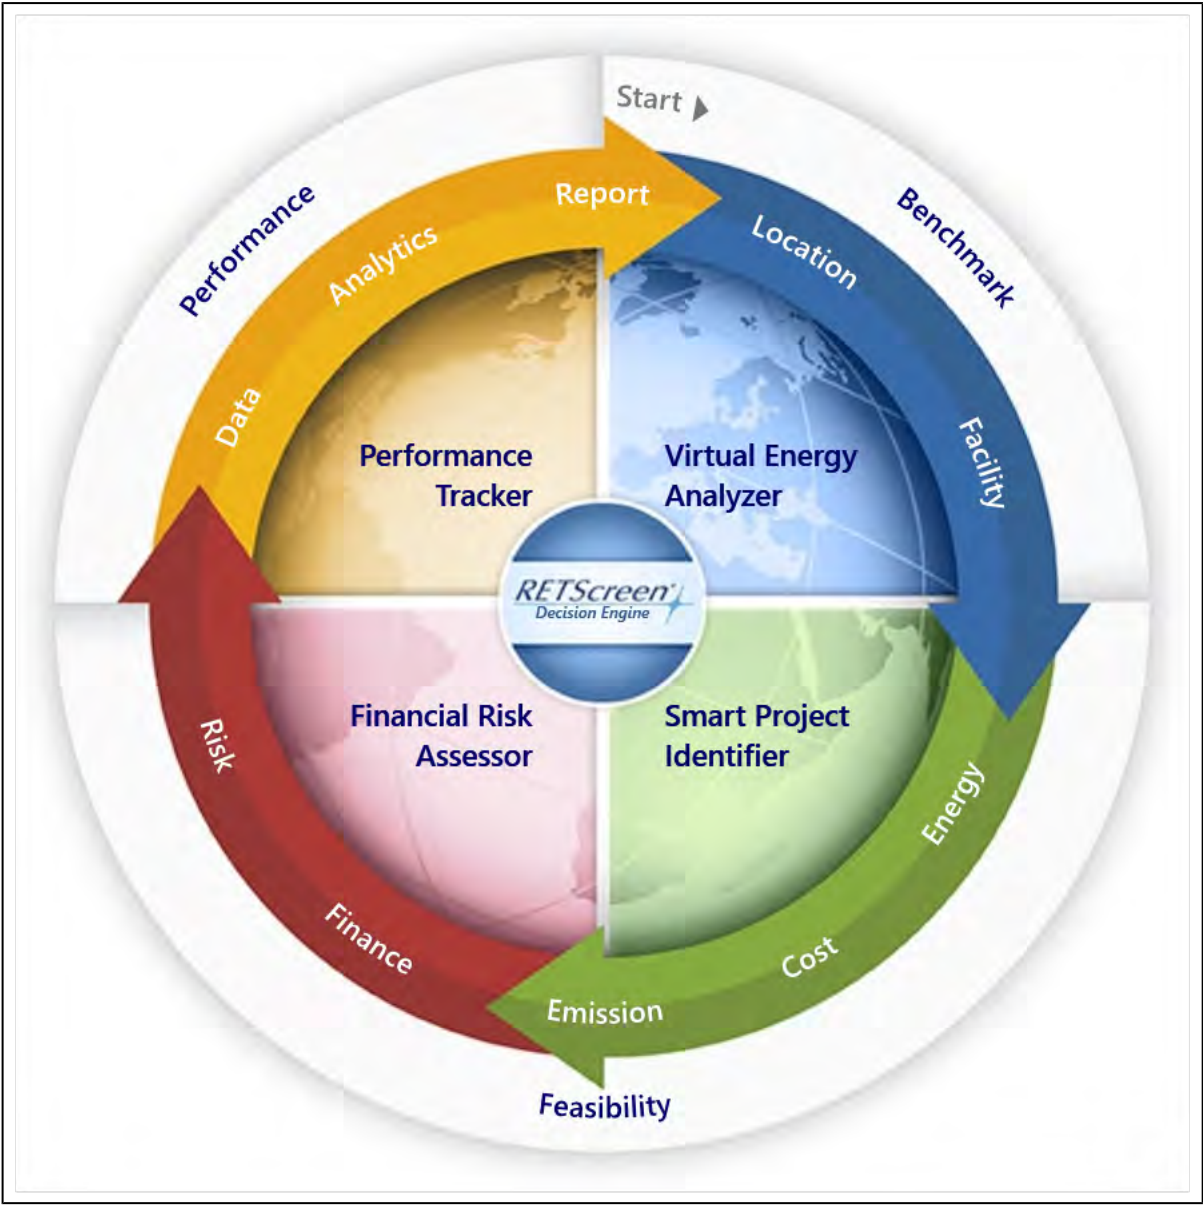 Start
Benchmark
Location
Facility
Virtual Energy
Analyzer
Energy
Cost
Emission
Smart Project
Identifier
Feasibility
Finance
Risk
Financial Risk
Assessor
Performance
Data
Analytics
Report
Performance
Tracker
RETScreen
Decision Engine